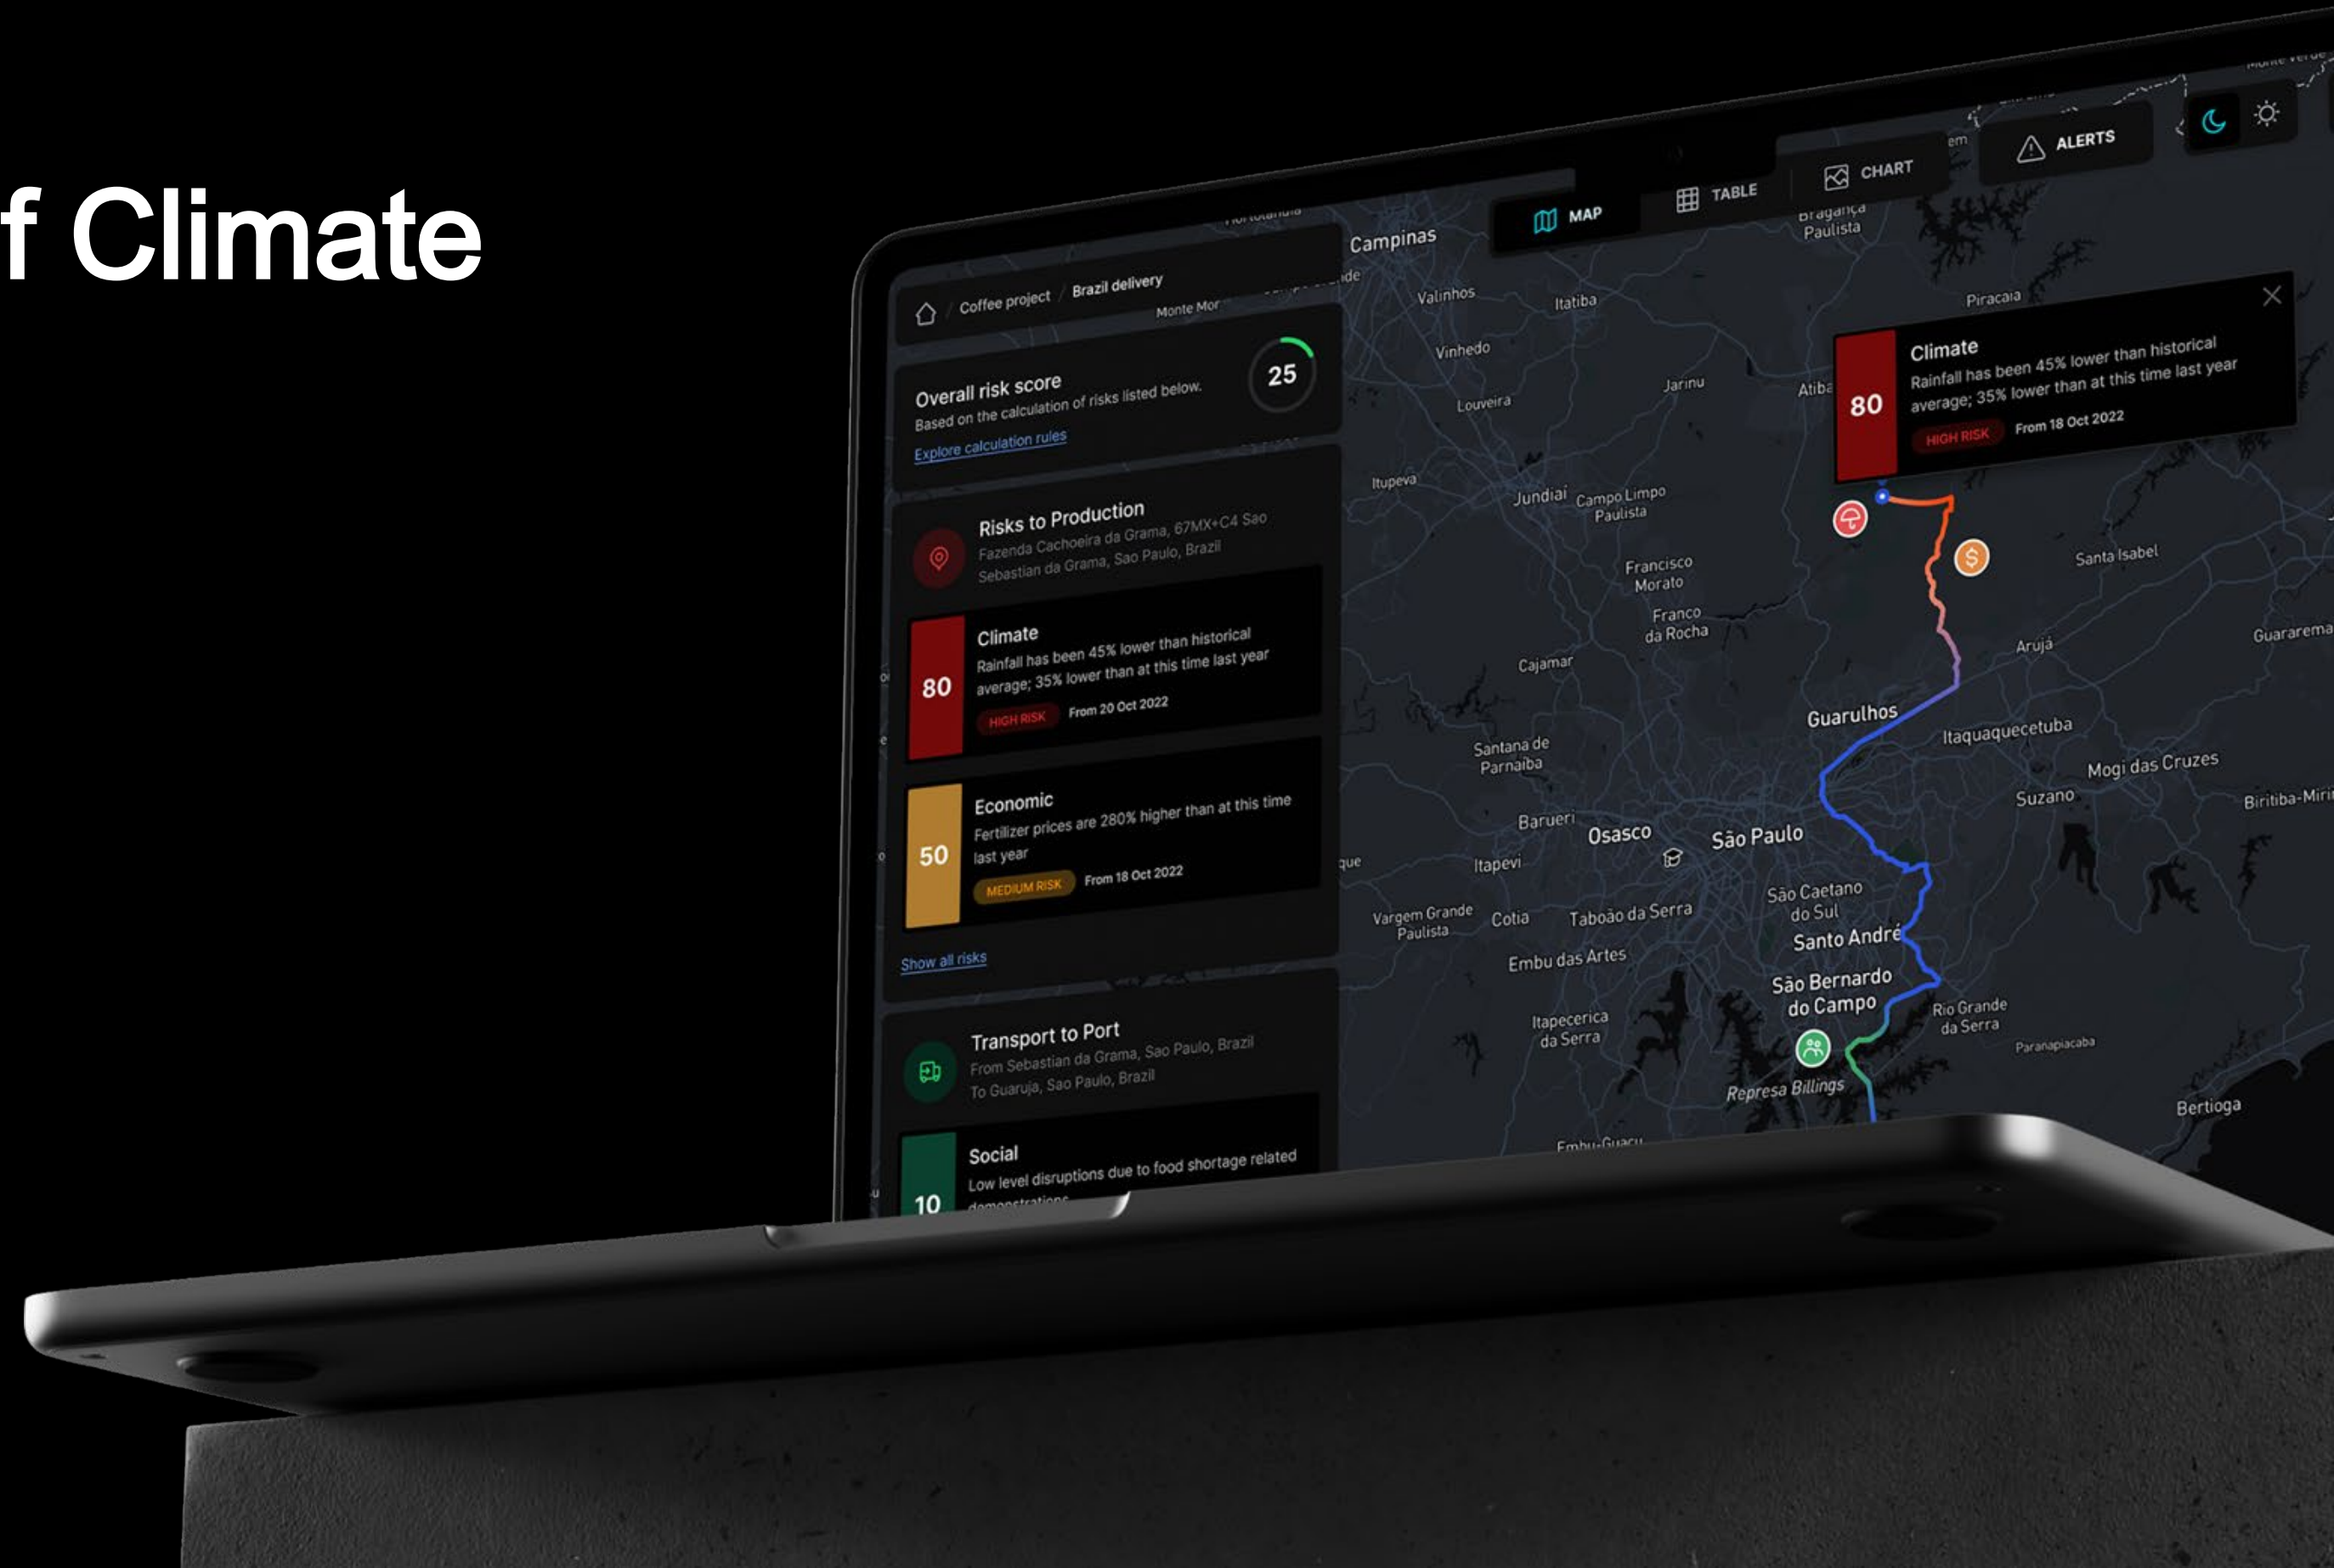 f Climate
Coffee project / Brazil delivery
Overall risk score
Based on the calculation of risks listed below.
Explore calculation rules
25
Risks to Production
Fazenda Cachoeira da Grama, 67MX+C4 Sao
Sebastian da Grama, Sao Paulo, Brazil
80
Climate
Rainfall has been 45% lower than historical
average; 35% lower than at this time last year
HIGH RISK From 20 Oct 2022
50
Economic
Fertilizer prices are 280% higher than at this time
last year
MEDIUM RISK From 18 Oct 2022
Show all risks
Transport to Port
From Sebastian da Grama, Sao Paulo, Brazil
To Guaruja, Sao Paulo, Brazil
10
Social
Low level disruptions due to food shortage related
demonstrations
MAP
TABLE
CHART
ALERTS
80
Climate
Rainfall has been 45% lower than historical
average; 35% lower than at this time last year
HIGH RISK From 18 Oct 2022
Campinas
Monte Mor
Valinhos
Itatiba
Bragança
Paulista
Piracaia
Vinhedo
Louveira
Jarinu
Atiba
Itupeva
Jundiaí
Campo Limpo
Paulista
Francisco
Morato
Franco
da Rocha
Santa Isabel
Cajamar
Arujá
Guararema
Guarulhos
Itaquaquecetuba
Santana de
Parnaíba
Mogi das Cruzes
Suzano
Biritiba-Miri
Barueri
Osasco
São Paulo
que
Itapevi
São Caetano
do Sul
Vargem Grande
Paulista
Cotia
Taboão da Serra
Santo André
Embu das Artes
São Bernardo
do Campo
Itapecerica
da Serra
Rio Grande
da Serra
Paranapiacaba
Represa Billings
Bertioga
Embu-Guaçu